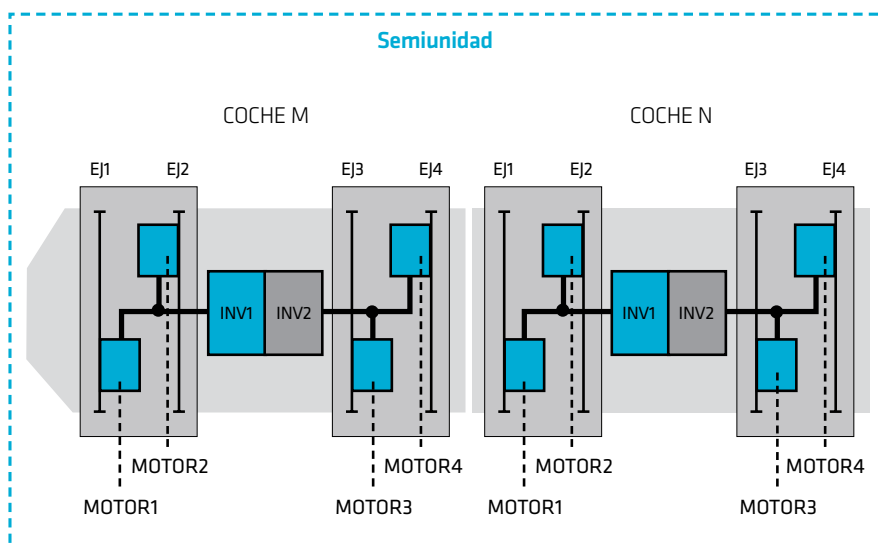 Semiunidad
COCHE M
COCHE N
EJ1 EJ2 EJ3 EJ4 EJ1 EJ2 EJ3 EJ4
INV1 INV2 INV1 INV2
MOTOR2 MOTOR4 MOTOR2 MOTOR4
MOTOR1 MOTOR3 MOTOR1 MOTOR3